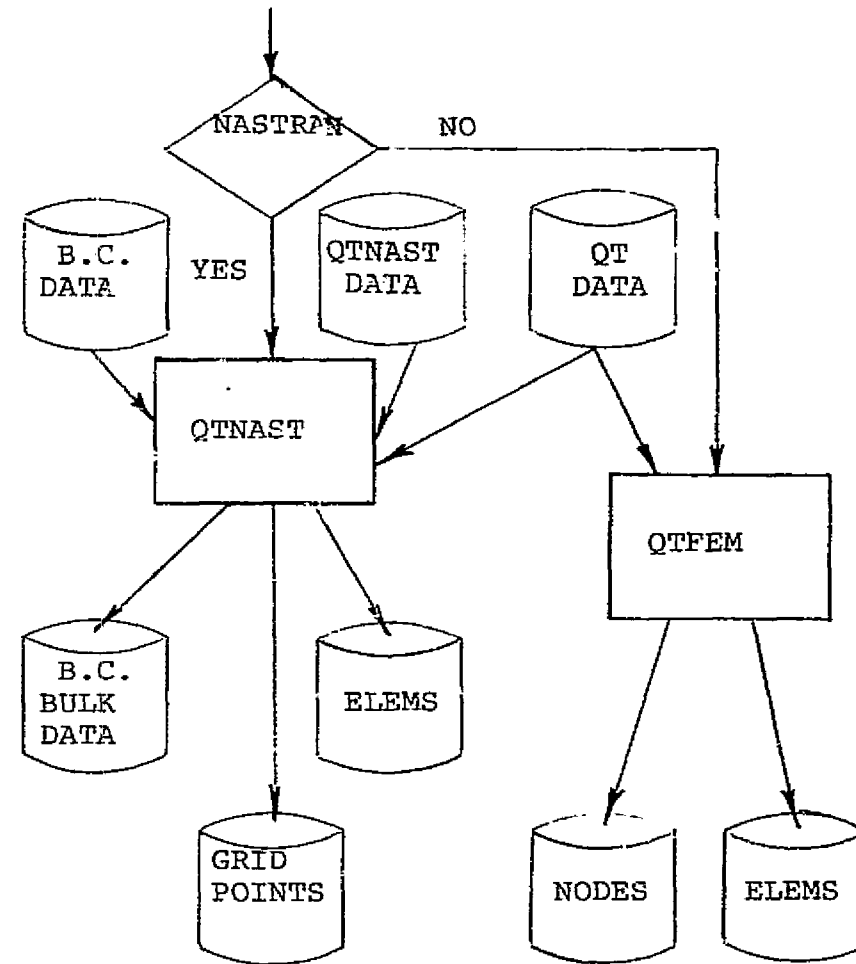 NASTRAN
NO
B.C.
DATA
YES
QTNAST
DATA
QT
DATA
QTNAST
QTFEM
B.C.
BULK
DATA
ELEMS
GRID
POINTS
NODES
ELEMS